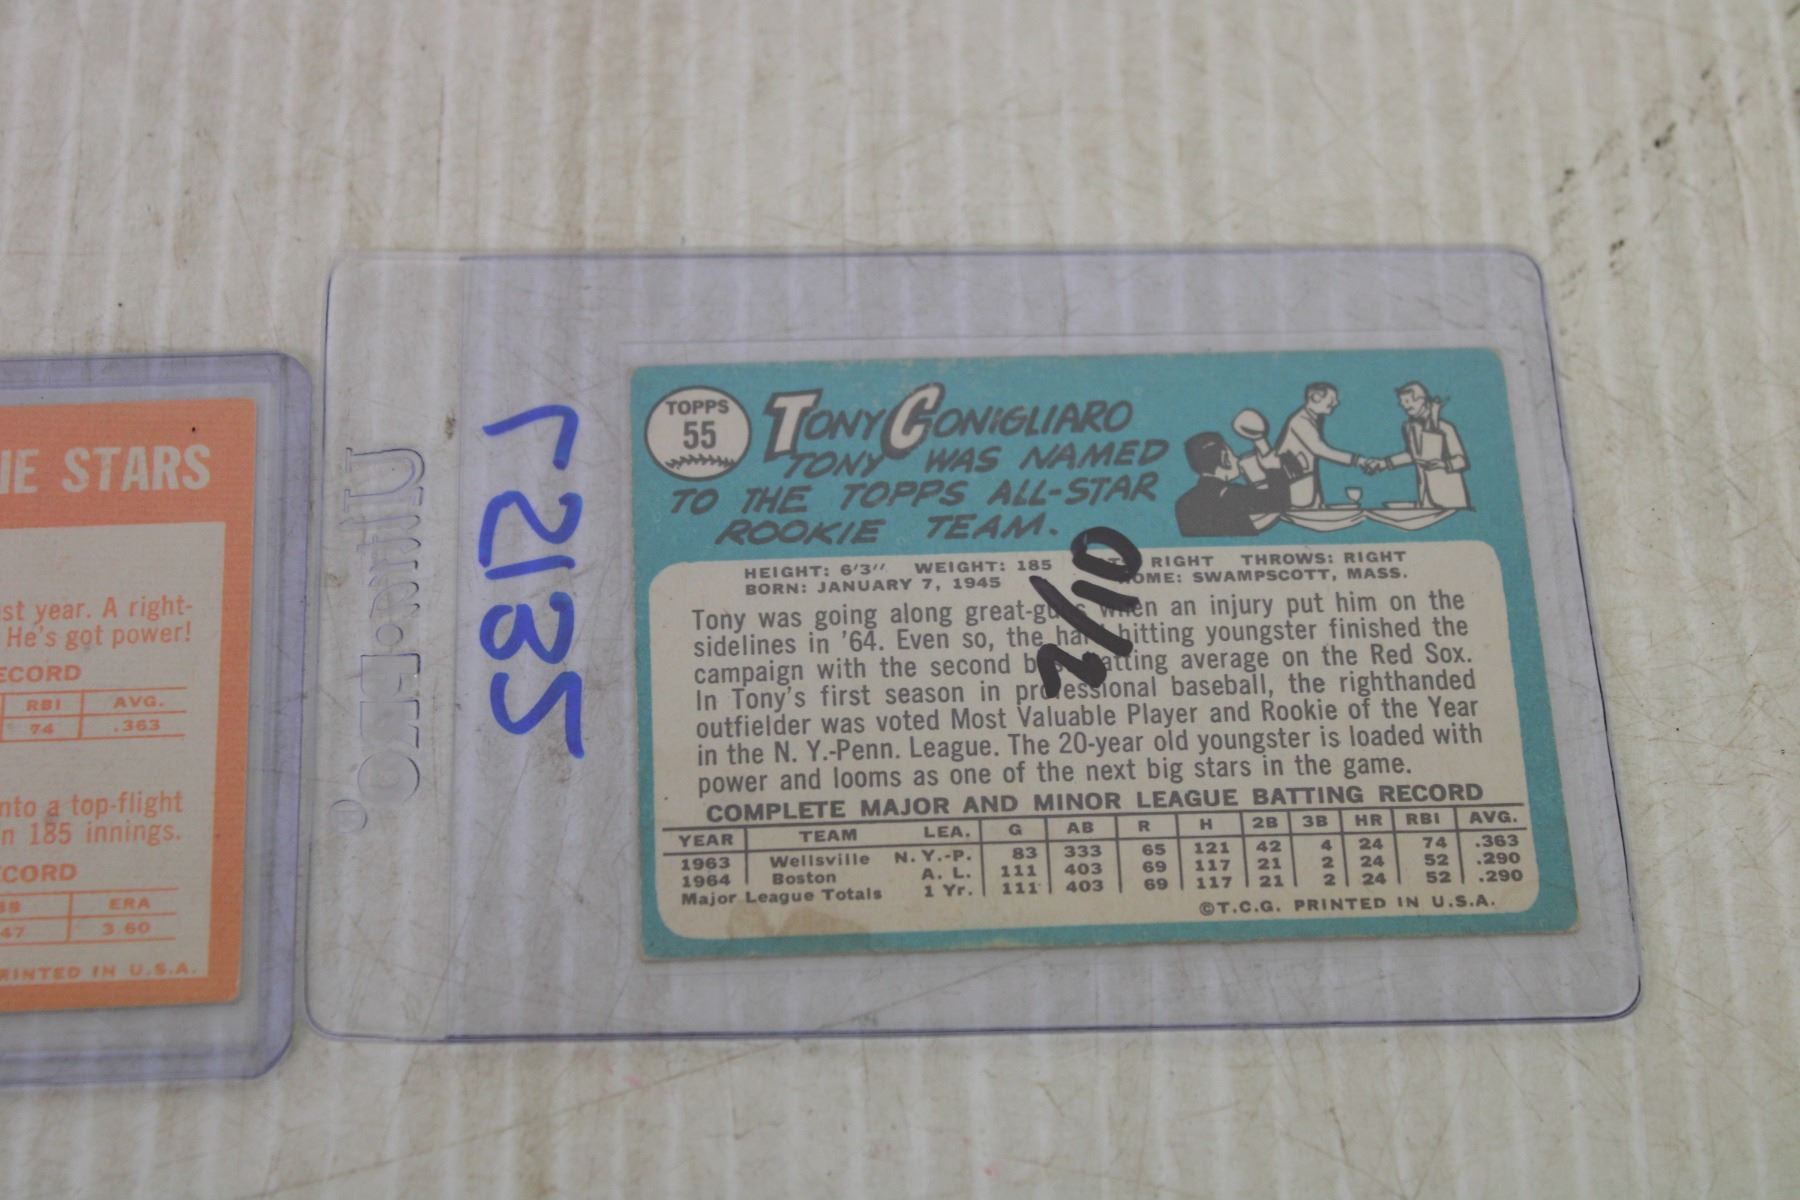 IE STARS
st year. A right-
He's got power!
ECORD
RBI AVG.
74 .363
nto a top-flight
n 185 innings.
CORD
BB ERA
47 3.60
PRINTED IN U.S.A.
Ultra·PRO®
TOPPS
55
TONY CONIGLIARO
TONY WAS NAMED
TO THE TOPPS ALL-STAR
ROOKIE TEAM.
HEIGHT: 6'3" WEIGHT: 185 RIGHT THROWS: RIGHT
BORN: JANUARY 7, 1945 HOME: SWAMPSCOTT, MASS.
Tony was going along great-guns when an injury put him on the
sidelines in '64. Even so, the hard hitting youngster finished the
campaign with the second best batting average on the Red Sox.
In Tony's first season in professional baseball, the righthanded
outfielder was voted Most Valuable Player and Rookie of the Year
in the N. Y.-Penn. League. The 20-year old youngster is loaded with
power and looms as one of the next big stars in the game.
COMPLETE MAJOR AND MINOR LEAGUE BATTING RECORD
YEAR TEAM LEA. G AB R H 2B 3B HR RBI AVG.
1963 Wellsville N. Y.-P. 83 333 65 121 42 4 24 74 .363
1964 Boston A. L. 111 403 69 117 21 2 24 52 .290
Major League Totals 1 Yr. 111 403 69 117 21 2 24 52 .290
©T.C.G. PRINTED IN U.S.A.
2/10